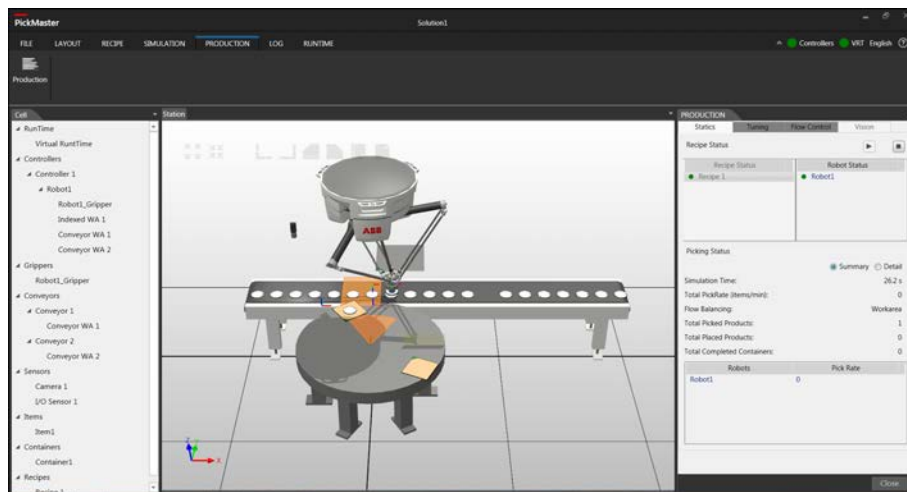 PickMaster
Solution1
FILE LAYOUT RECIPE SIMULATION PRODUCTION LOG RUNTIME
Controllers VRT English
Production
Cell
Station
PRODUCTION
RunTime
Virtual RuntTime
Controllers
Controller 1
Robot1
Robot1_Gripper
Indexed WA 1
Conveyor WA 1
Conveyor WA 2
Grippers
Robot1_Gripper
Conveyors
Conveyor 1
Conveyor WA 1
Conveyor 2
Conveyor WA 2
Sensors
Camera 1
I/O Sensor 1
Items
Item1
Containers
Container1
Recipes
Recipe 1
ABB
Z
X
Statics Tuning Flow Control Vision
Recipe Status
Recipe Status Robot Status
Recipe 1 Robot1
Picking Status
Summary Detail
Simulation Time: 26.2 s
Total PickRate (items/min): 0
Flow Balancing: Workarea
Total Picked Products: 1
Total Placed Products: 0
Total Completed Containers: 0
Robots Pick Rate
Robot1 0
Close